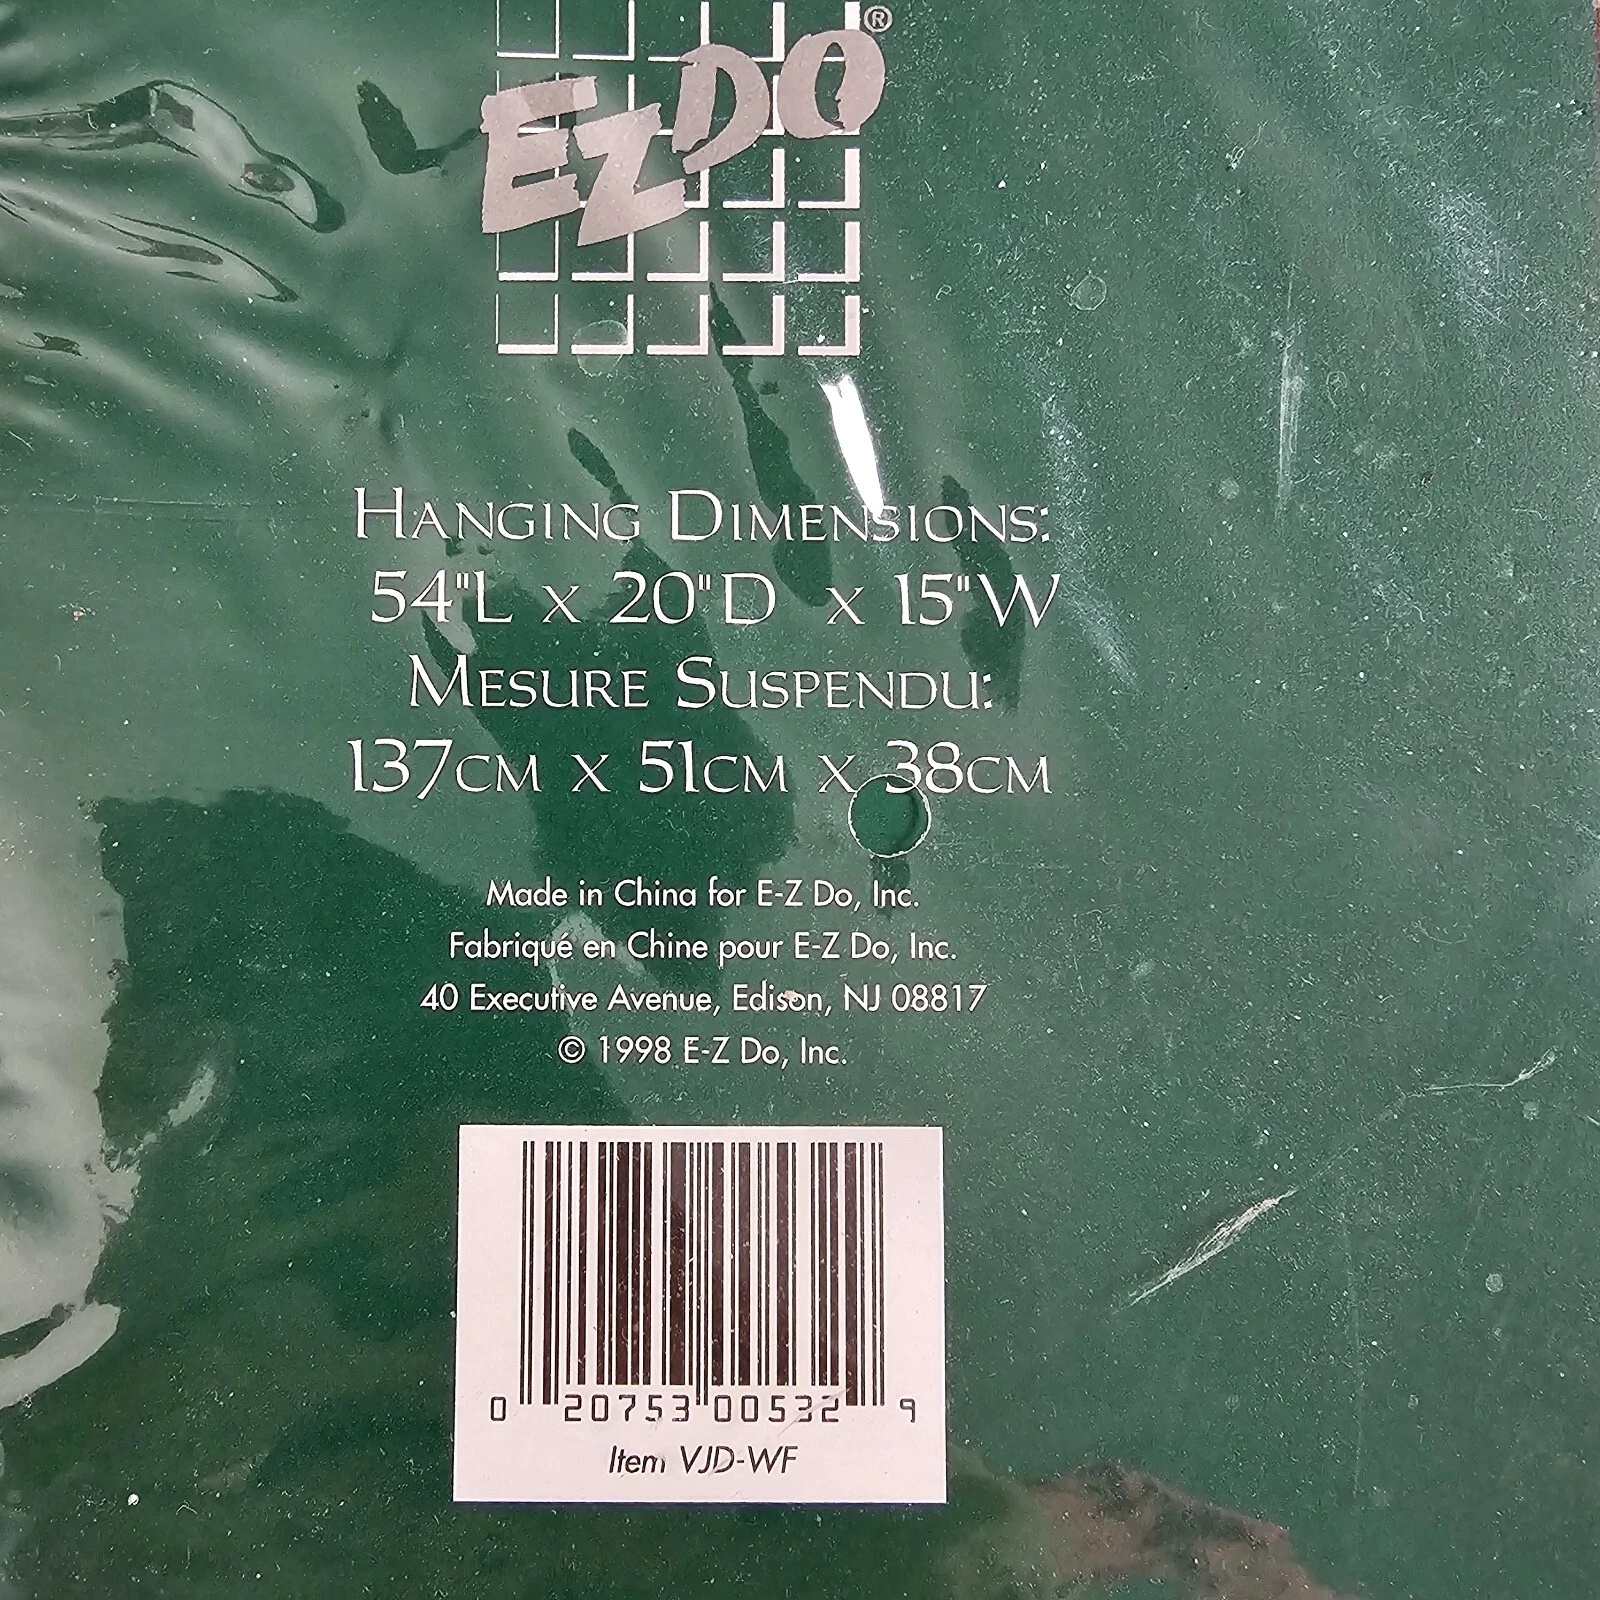 EZDO®
HANGING DIMENSIONS:
54"L x 20"D x 15"W
MESURE SUSPENDU:
137CM X 51CM X 38CM
Made in China for E-Z Do, Inc.
Fabriqué en Chine pour E-Z Do, Inc.
40 Executive Avenue, Edison, NJ 08817
© 1998 E-Z Do, Inc.
0 20753 00532 9
Item VJD-WF